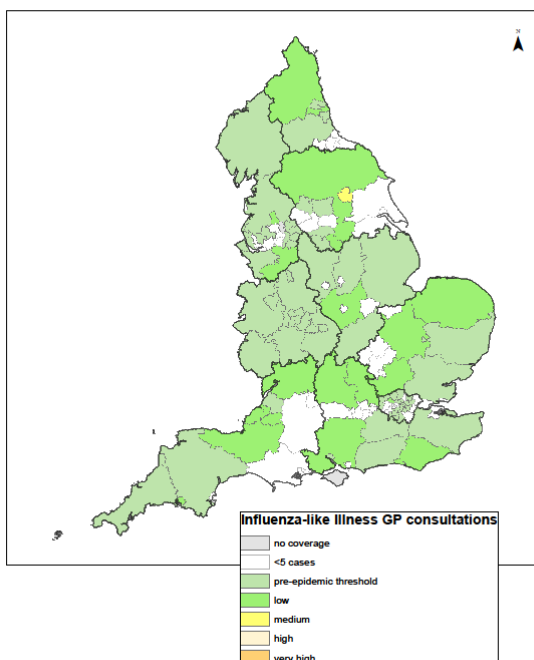 Influenza-like Illness GP consultations
no coverage
<5 cases
pre-epidemic threshold
low
medium
high
very high